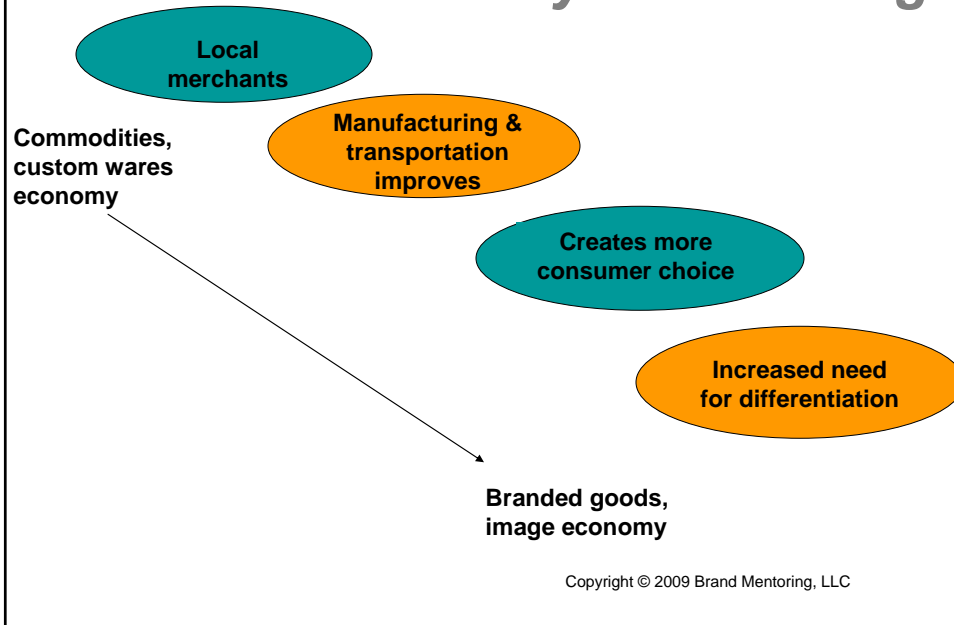 Local
merchants
Manufacturing &
transportation
improves
Commodities,
custom wares
economy
Creates more
consumer choice
Increased need
for differentiation
Branded goods,
image economy
Copyright © 2009 Brand Mentoring, LLC